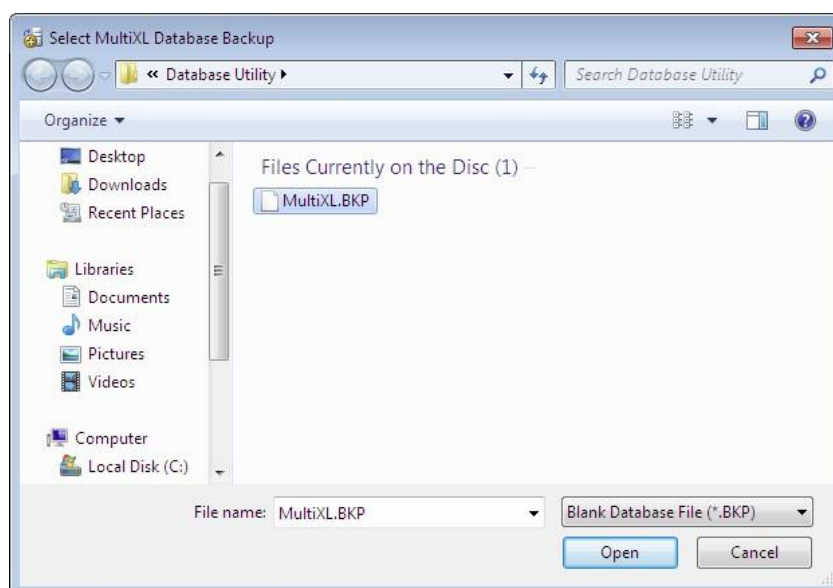 Select MultiXL Database Backup
« Database Utility
Search Database Utility
Organize
Desktop
Downloads
Recent Places
Libraries
Documents
Music
Pictures
Videos
Computer
Local Disk (C:)
Files Currently on the Disc (1)
MultiXL.BKP
File name: MultiXL.BKP
Blank Database File (*.BKP)
Open Cancel